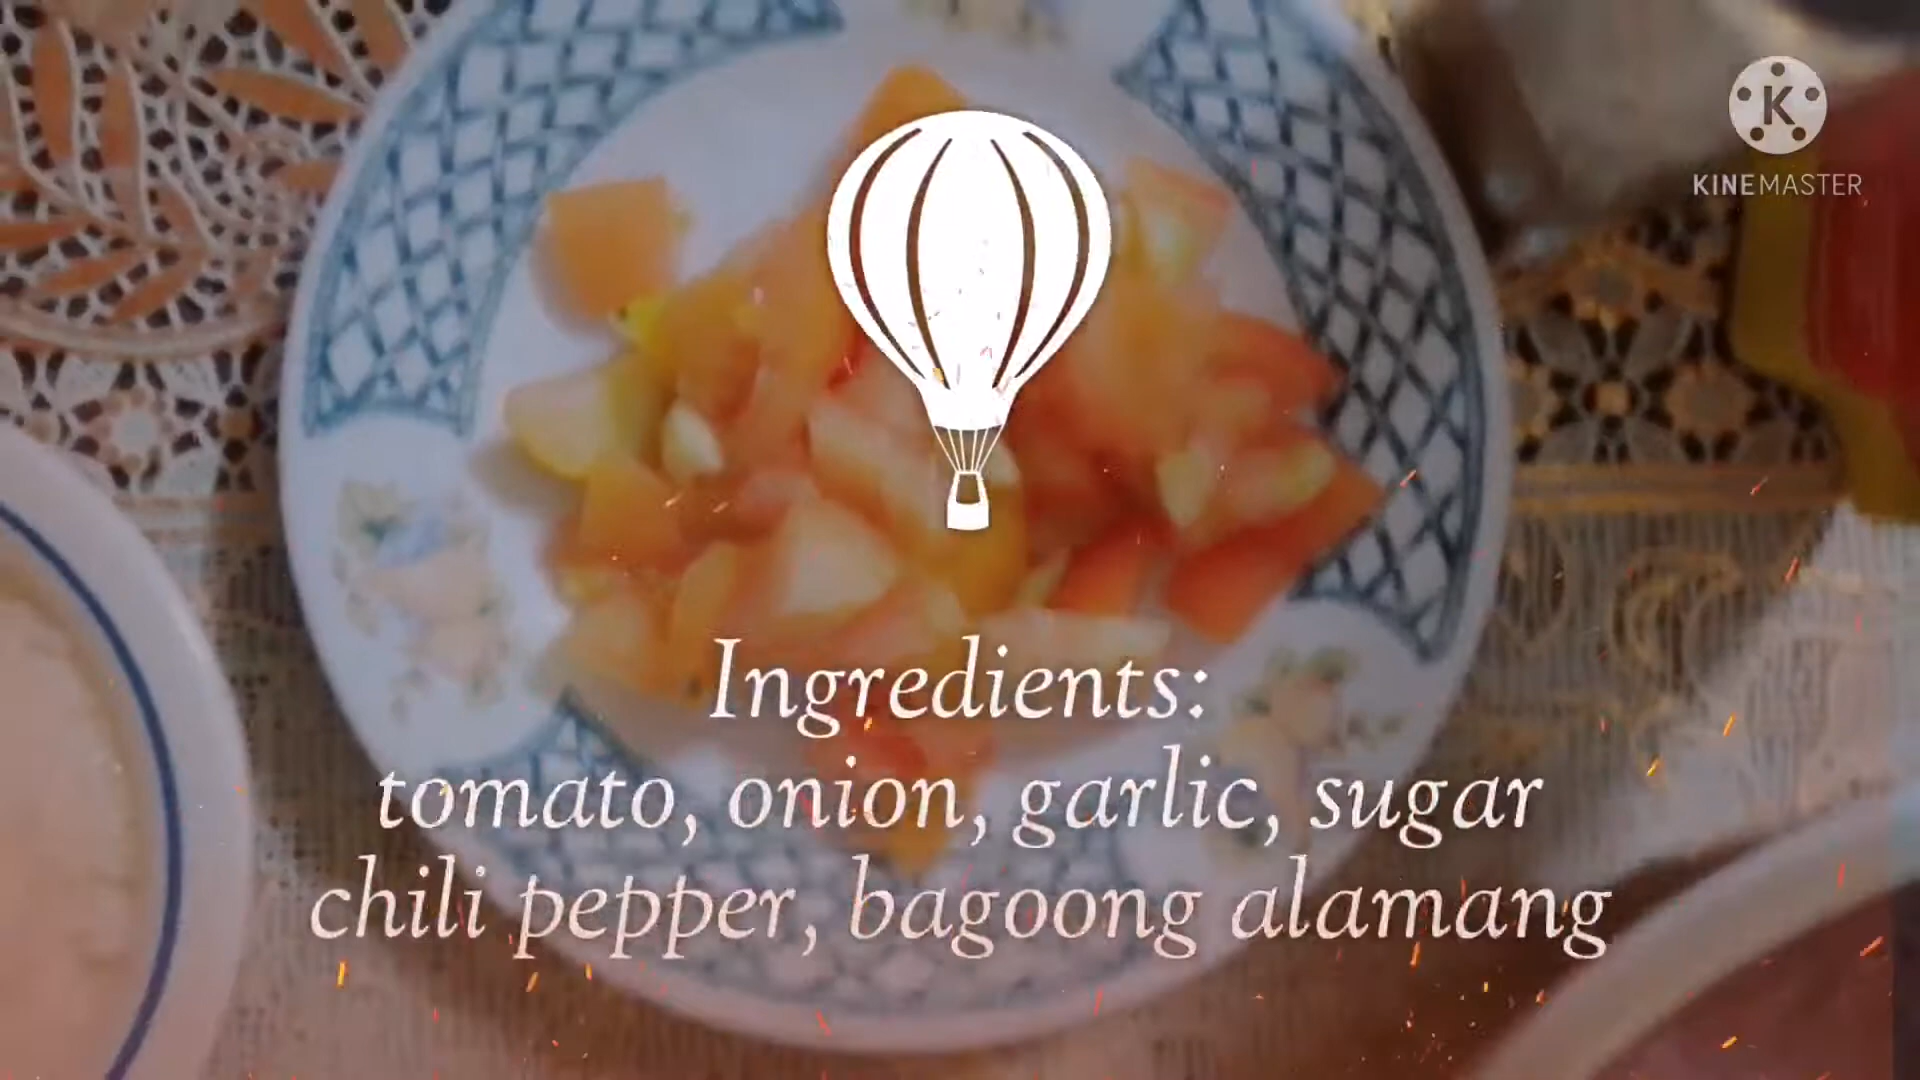 K
KINEMASTER
Ingredients:
tomato, onion, garlic, sugar
chili pepper, bagoong alamang